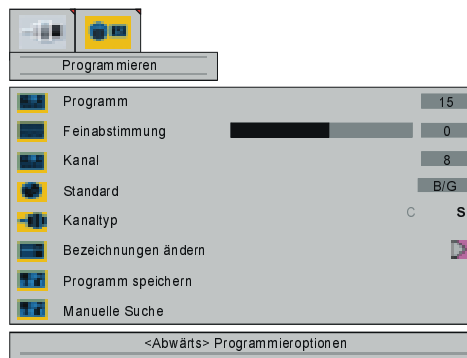 Programmieren
Programm 15
Feinabstimmung 0
Kanal 8
Standard B/G
Kanaltyp C S
Bezeichnungen ändern
Programm speichern
Manuelle Suche
<Abwärts> Programmieroptionen